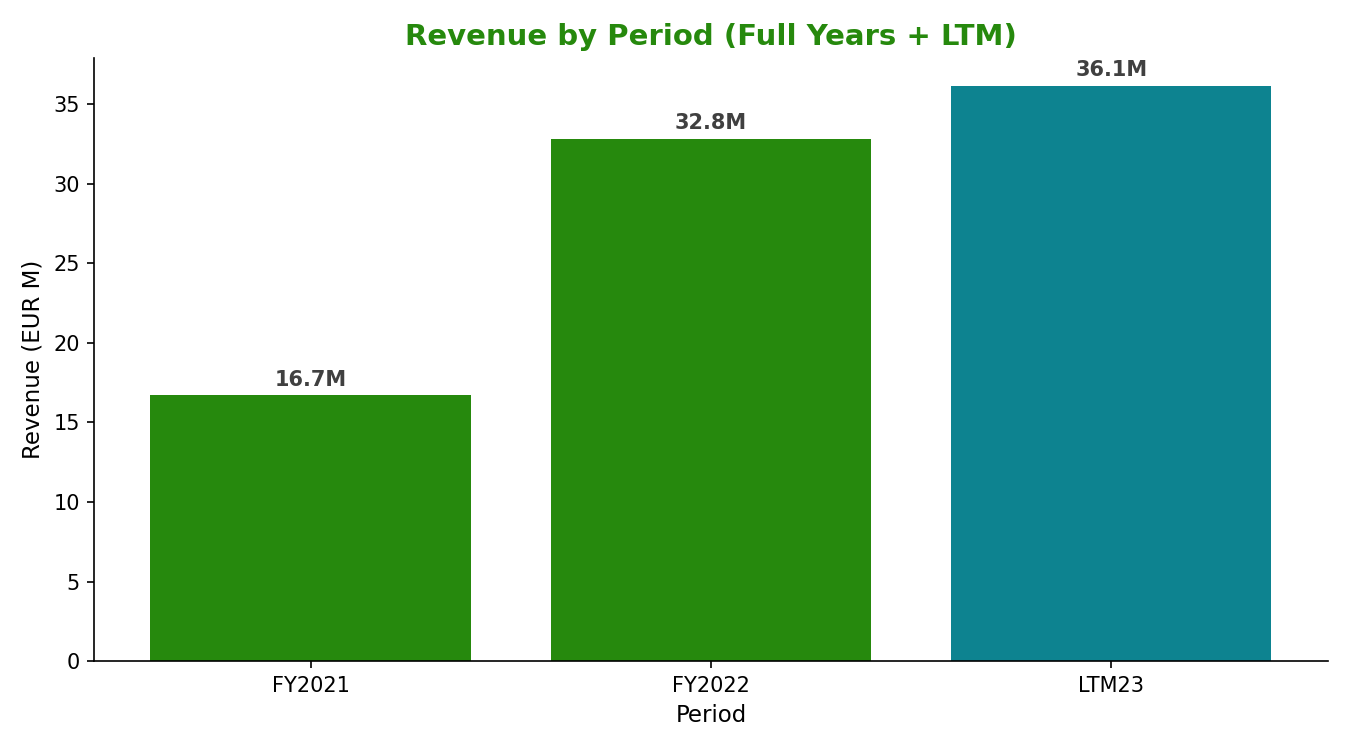 Revenue by Period (Full Years + LTM)
36.1M
32.8M
16.7M
35
30
25
20
15
10
5
0
Revenue (EUR M)
FY2021
FY2022
LTM23
Period